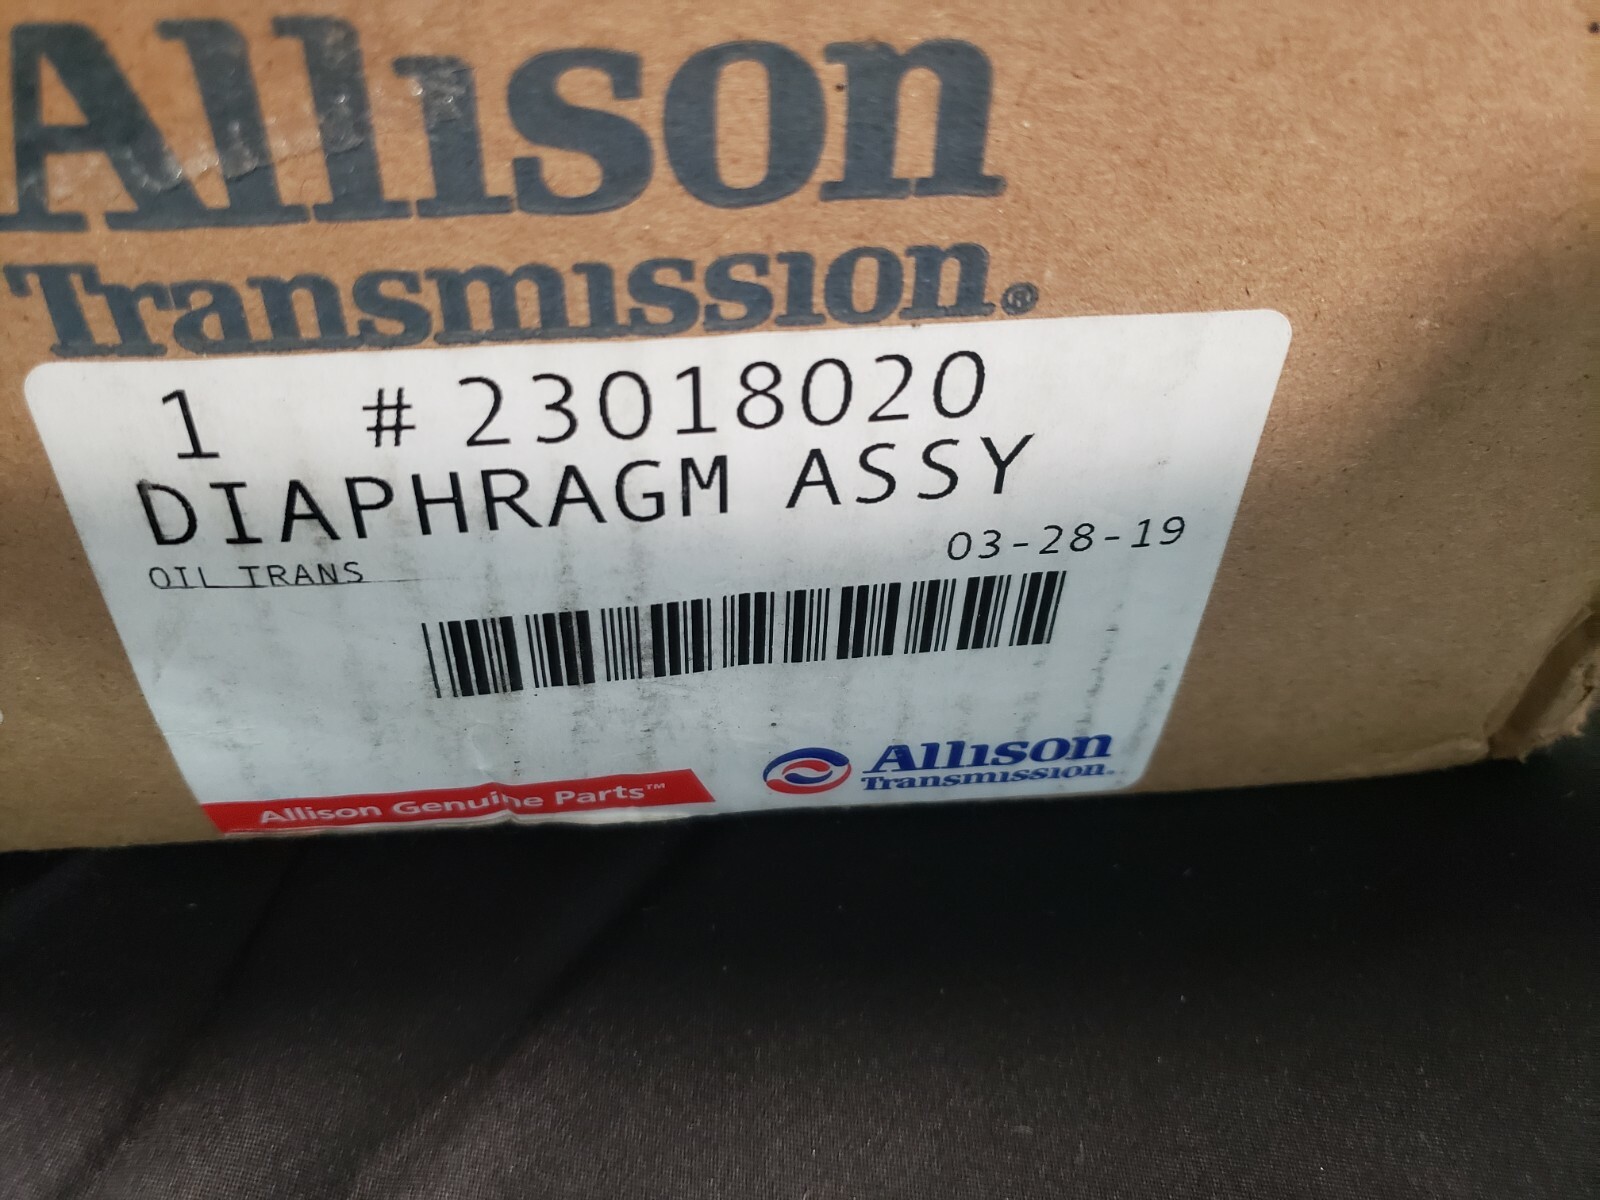 Allison
Transmission®
1 #23018020
DIAPHRAGM ASSY
03-28-19
OIL TRANS
Allison Genuine Parts™
Allison
Transmission.